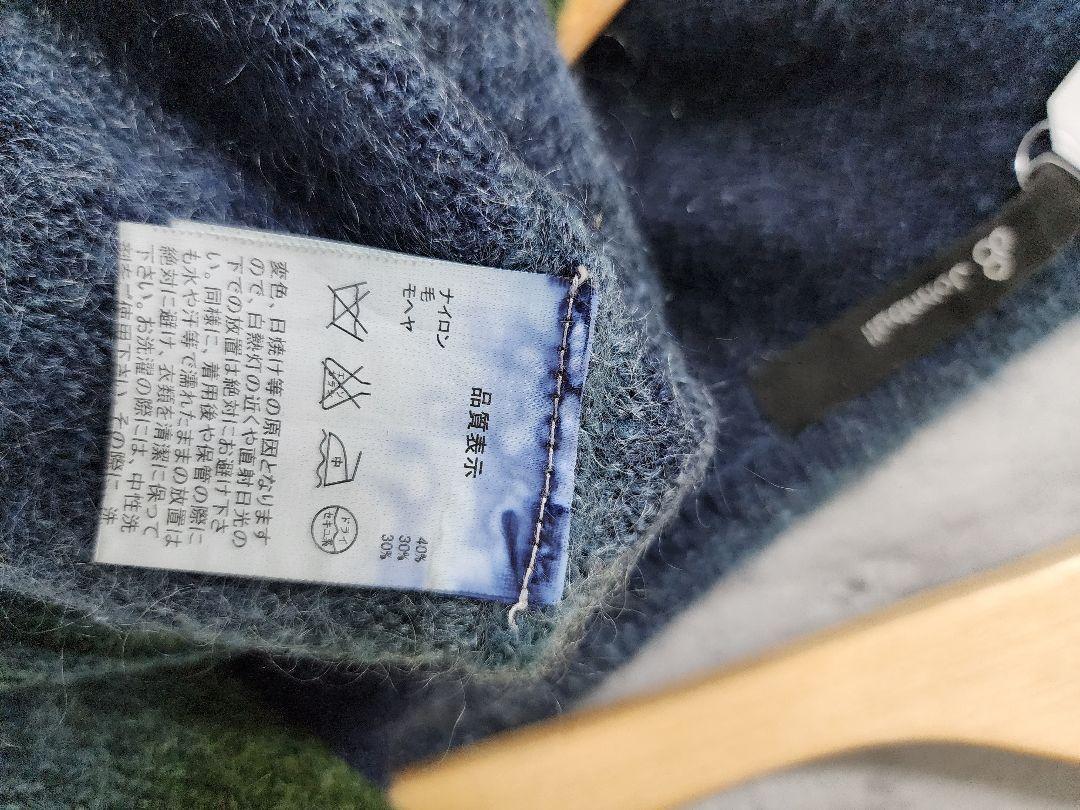 品質表示
ナイロン 40%
毛 30%
モヘヤ 30%
中
ドライ
セキユ系
変色、日焼け等の原因となります
ので、白熱灯の近くや直射日光の
下での放置は絶対にお避け下さ
い。同様に、着用後や保管の際に
も水や汗等で濡れたままの放置は
絶対に避け、衣類を清潔に保って
下さい。お洗濯の際には、中性洗